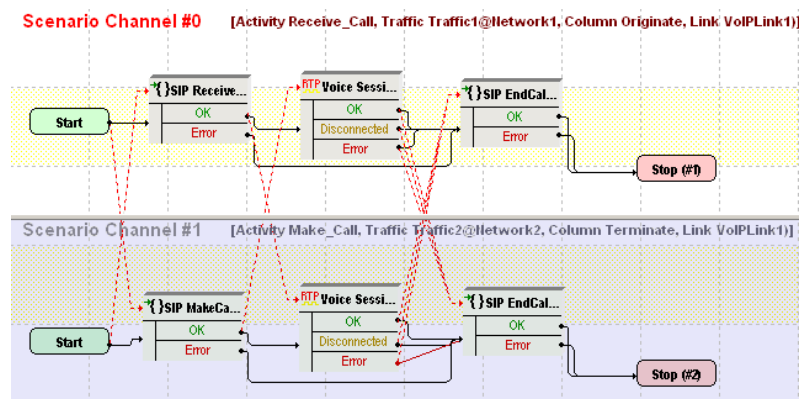 Scenario Channel #0 [Activity Receive_Call, Traffic Traffic1@Network1, Column Originate, Link VoIPLink1)]
{}SIP Receive...
RTP Voice Sessi...
{}SIP EndCal...
Start
OK
Error
OK
Disconnected
Error
OK
Error
Stop (#1)
Scenario Channel #1 [Activity Make_Call, Traffic Traffic2@Network2, Column Terminate, Link VoIPLink1)]
{}SIP MakeCa...
RTP Voice Sessi...
{}SIP EndCal...
Start
OK
Error
OK
Disconnected
Error
OK
Error
Stop (#2)